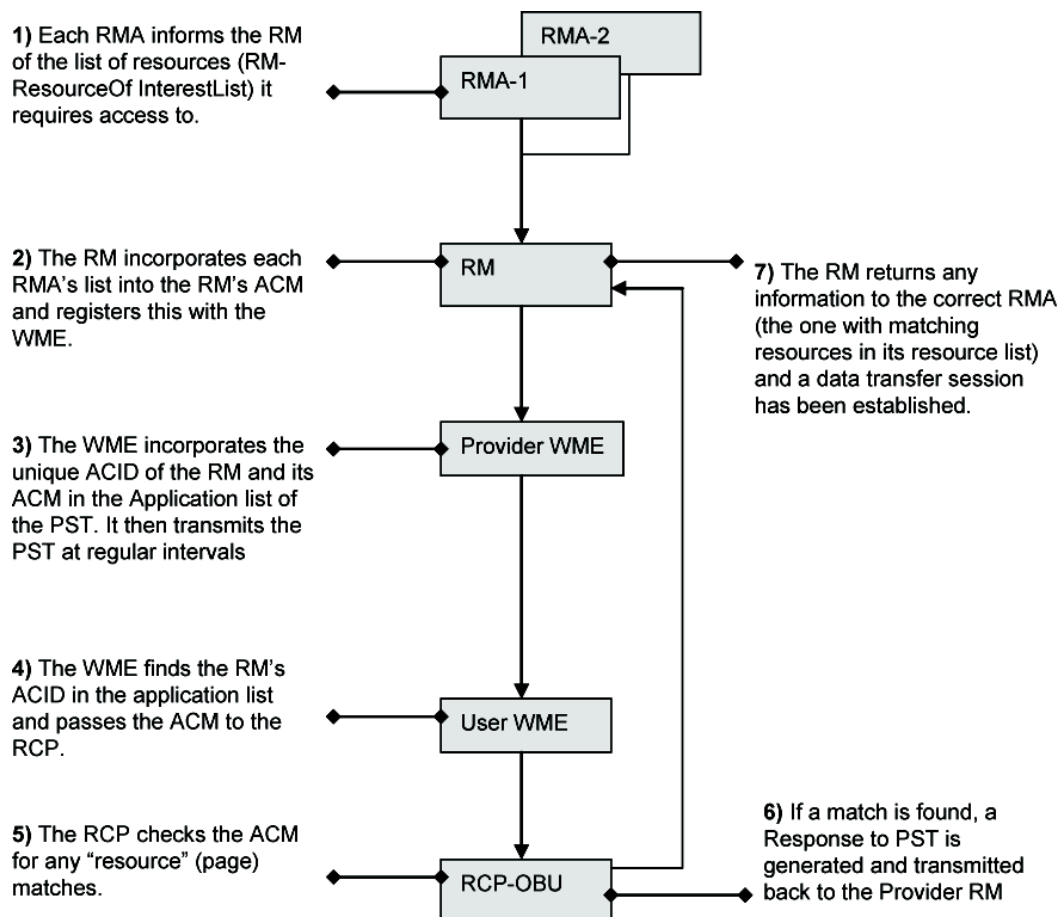 1) Each RMA informs the RM
of the list of resources (RM-
ResourceOf InterestList) it
requires access to.
RMA-2
RMA-1
2) The RM incorporates each
RMA's list into the RM's ACM
and registers this with the
WME.
RM
7) The RM returns any
information to the correct RMA
(the one with matching
resources in its resource list)
and a data transfer session
has been established.
3) The WME incorporates the
unique ACID of the RM and its
ACM in the Application list of
the PST. It then transmits the
PST at regular intervals
Provider WME
4) The WME finds the RM's
ACID in the application list
and passes the ACM to the
RCP.
User WME
5) The RCP checks the ACM
for any “resource” (page)
matches.
RCP-OBU
6) If a match is found, a
Response to PST is
generated and transmitted
back to the Provider RM